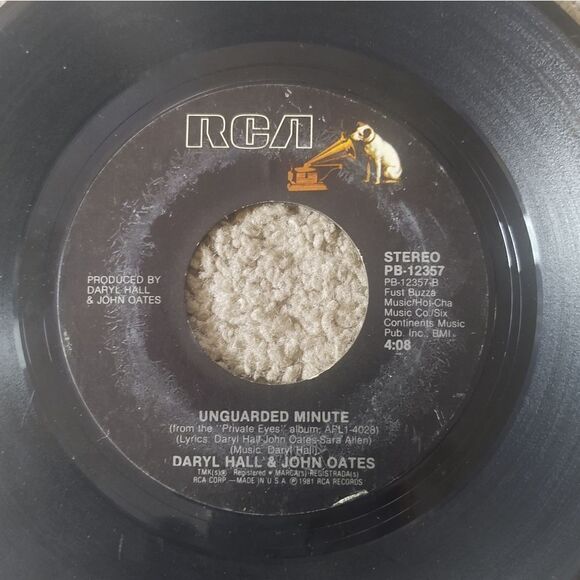 RCA
STEREO
PB-12357
PB-12357-B
Fust Buzza
Music/Hot-Cha
Music Co./Six
Continents Music
Pub. Inc., BMI
4:08
PRODUCED BY
DARYL HALL
& JOHN OATES
UNGUARDED MINUTE
(from the "Private Eyes" album: AFL1-4028)
(Lyrics: Daryl Hall-John Oates-Sara Allen)
(Music: Daryl Hall)
DARYL HALL & JOHN OATES
TMK(s)® Registered • MARCA(s) REGISTRADA(s)
RCA CORP.—MADE IN U.S.A. ℗ 1981 RCA RECORDS